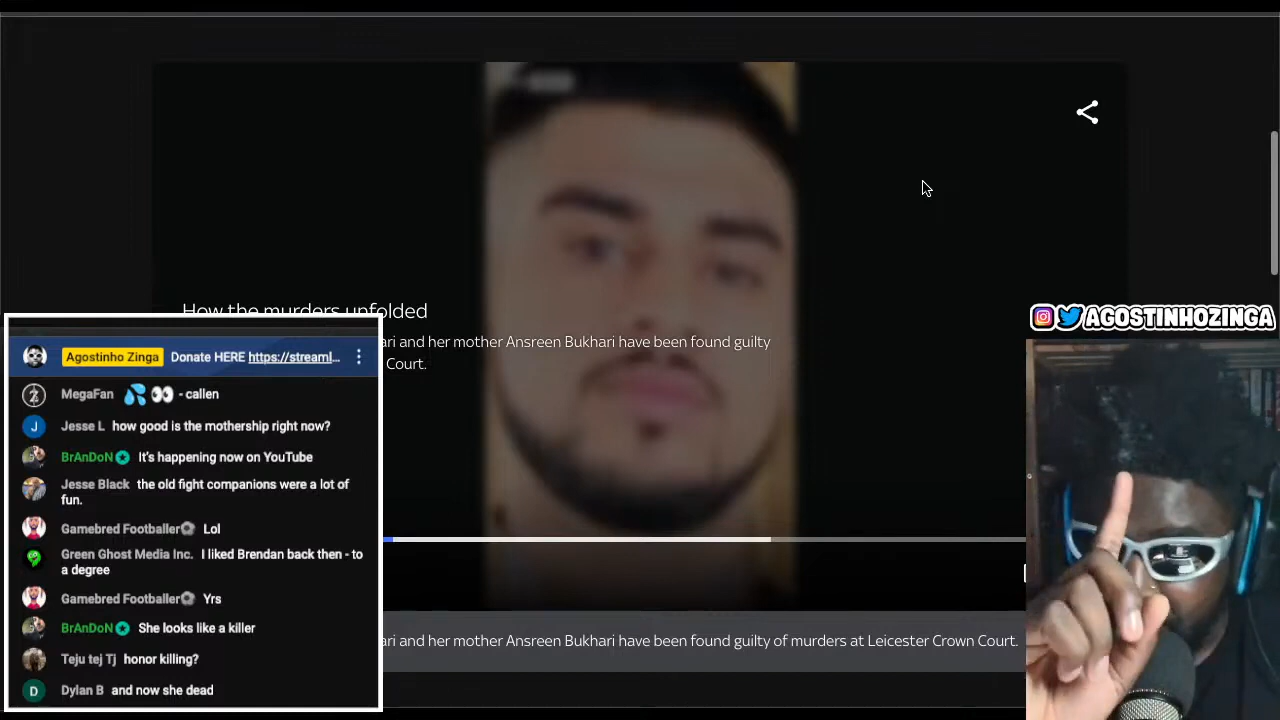 How the murders unfolded
ari and her mother Ansreen Bukhari have been found guilty
Court.
Agostinho Zinga Donate HERE https://streaml...
MegaFan 💦 👀 - callen
J Jesse L how good is the mothership right now?
BrAnDoN It's happening now on YouTube
Jesse Black the old fight companions were a lot of
fun.
Gamebred Footballer Lol
Green Ghost Media Inc. I liked Brendan back then - to
a degree
Gamebred Footballer Yrs
BrAnDoN She looks like a killer
Teju tej Tj honor killing?
D Dylan B and now she dead
ari and her mother Ansreen Bukhari have been found guilty of murders at Leicester Crown Court.
@AGOSTINHOZINGA